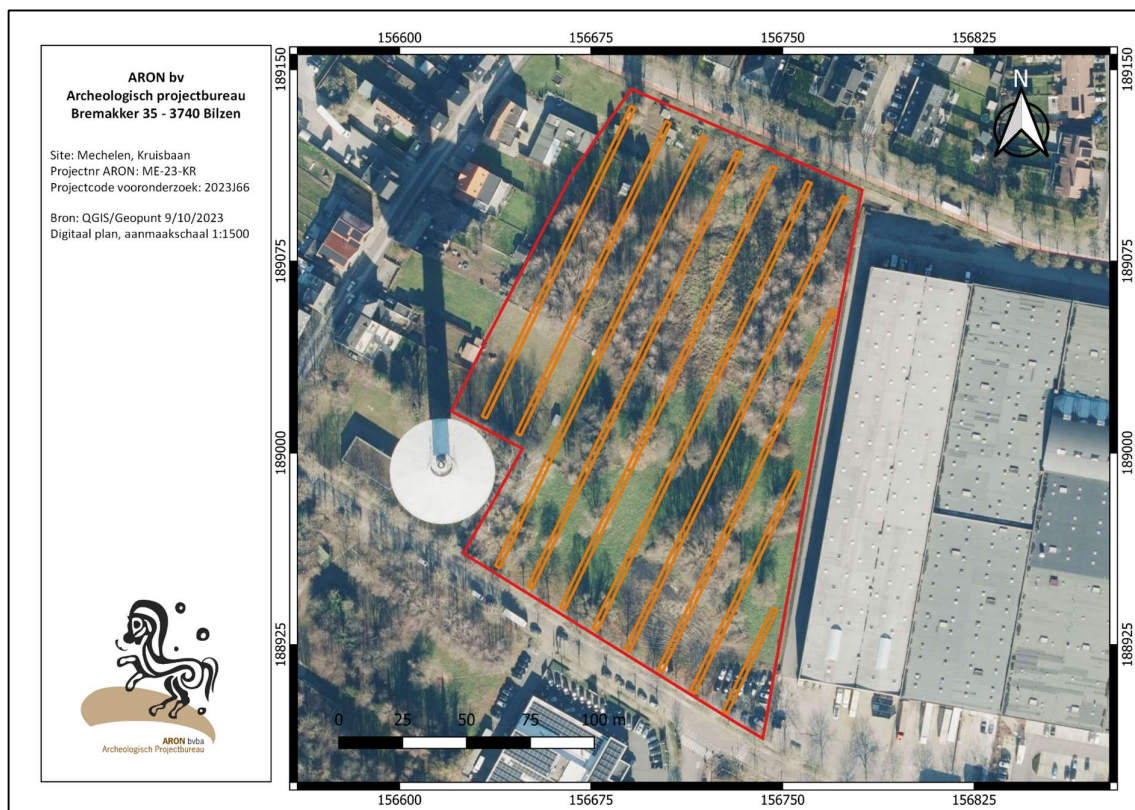 ARON bv
Archeologisch projectbureau
Bremakker 35 - 3740 Bilzen
Site: Mechelen, Kruisbaan
Projectnr ARON: ME-23-KR
Projectcode vooronderzoek: 2023J66
Bron: QGIS/Geopunt 9/10/2023
Digitaal plan, aanmaakschaal 1:1500
ARON bvba
Archeologisch Projectbureau
156600 156675 156750 156825
189150 189150
N
189075 189075
189000 189000
188925 188925
0 25 50 75 100 m
156600 156675 156750 156825